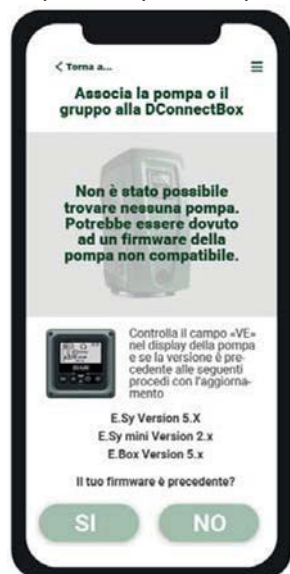 < Torna a...
Associa la pompa o il
gruppo alla DConnectBox
Non è stato possibile
trovare nessuna pompa.
Potrebbe essere dovuto
ad un firmware della
pompa non compatibile.
Controlla il campo «VE»
nel display della pompa
e se la versione è pre-
cedente alle seguenti
procedi con l'aggiorna-
mento
E.Sy Version 5.X
E.Sy mini Version 2.x
E.Box Version 5.x
Il tuo firmware è precedente?
SI NO